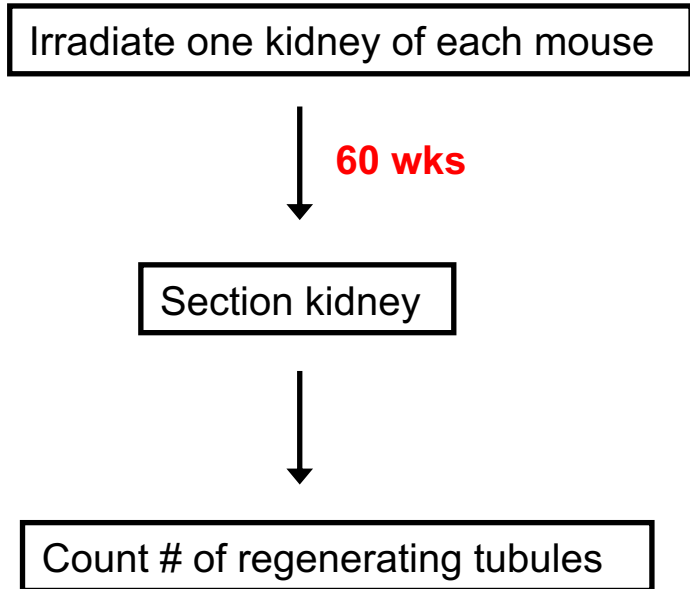 Irradiate one kidney of each mouse
60 wks
Section kidney
Count # of regenerating tubules